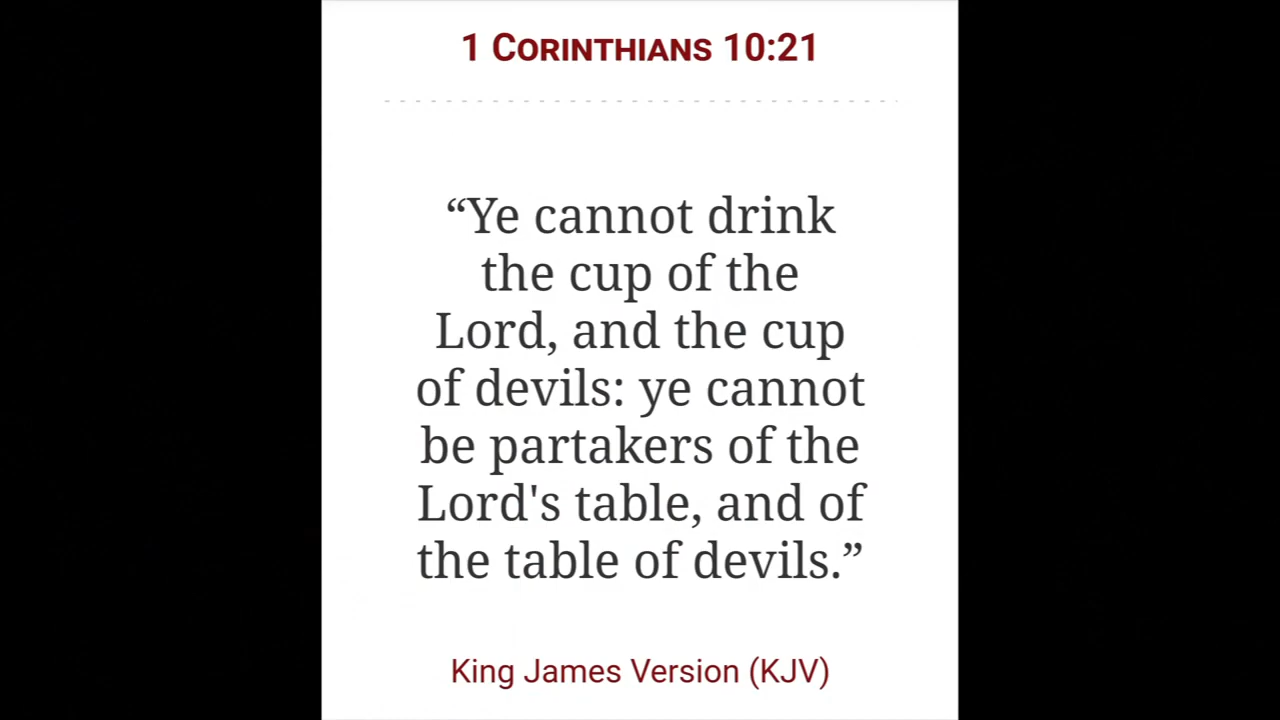 1 Corinthians 10:21
“Ye cannot drink
the cup of the
Lord, and the cup
of devils: ye cannot
be partakers of the
Lord's table, and of
the table of devils.”
King James Version (KJV)